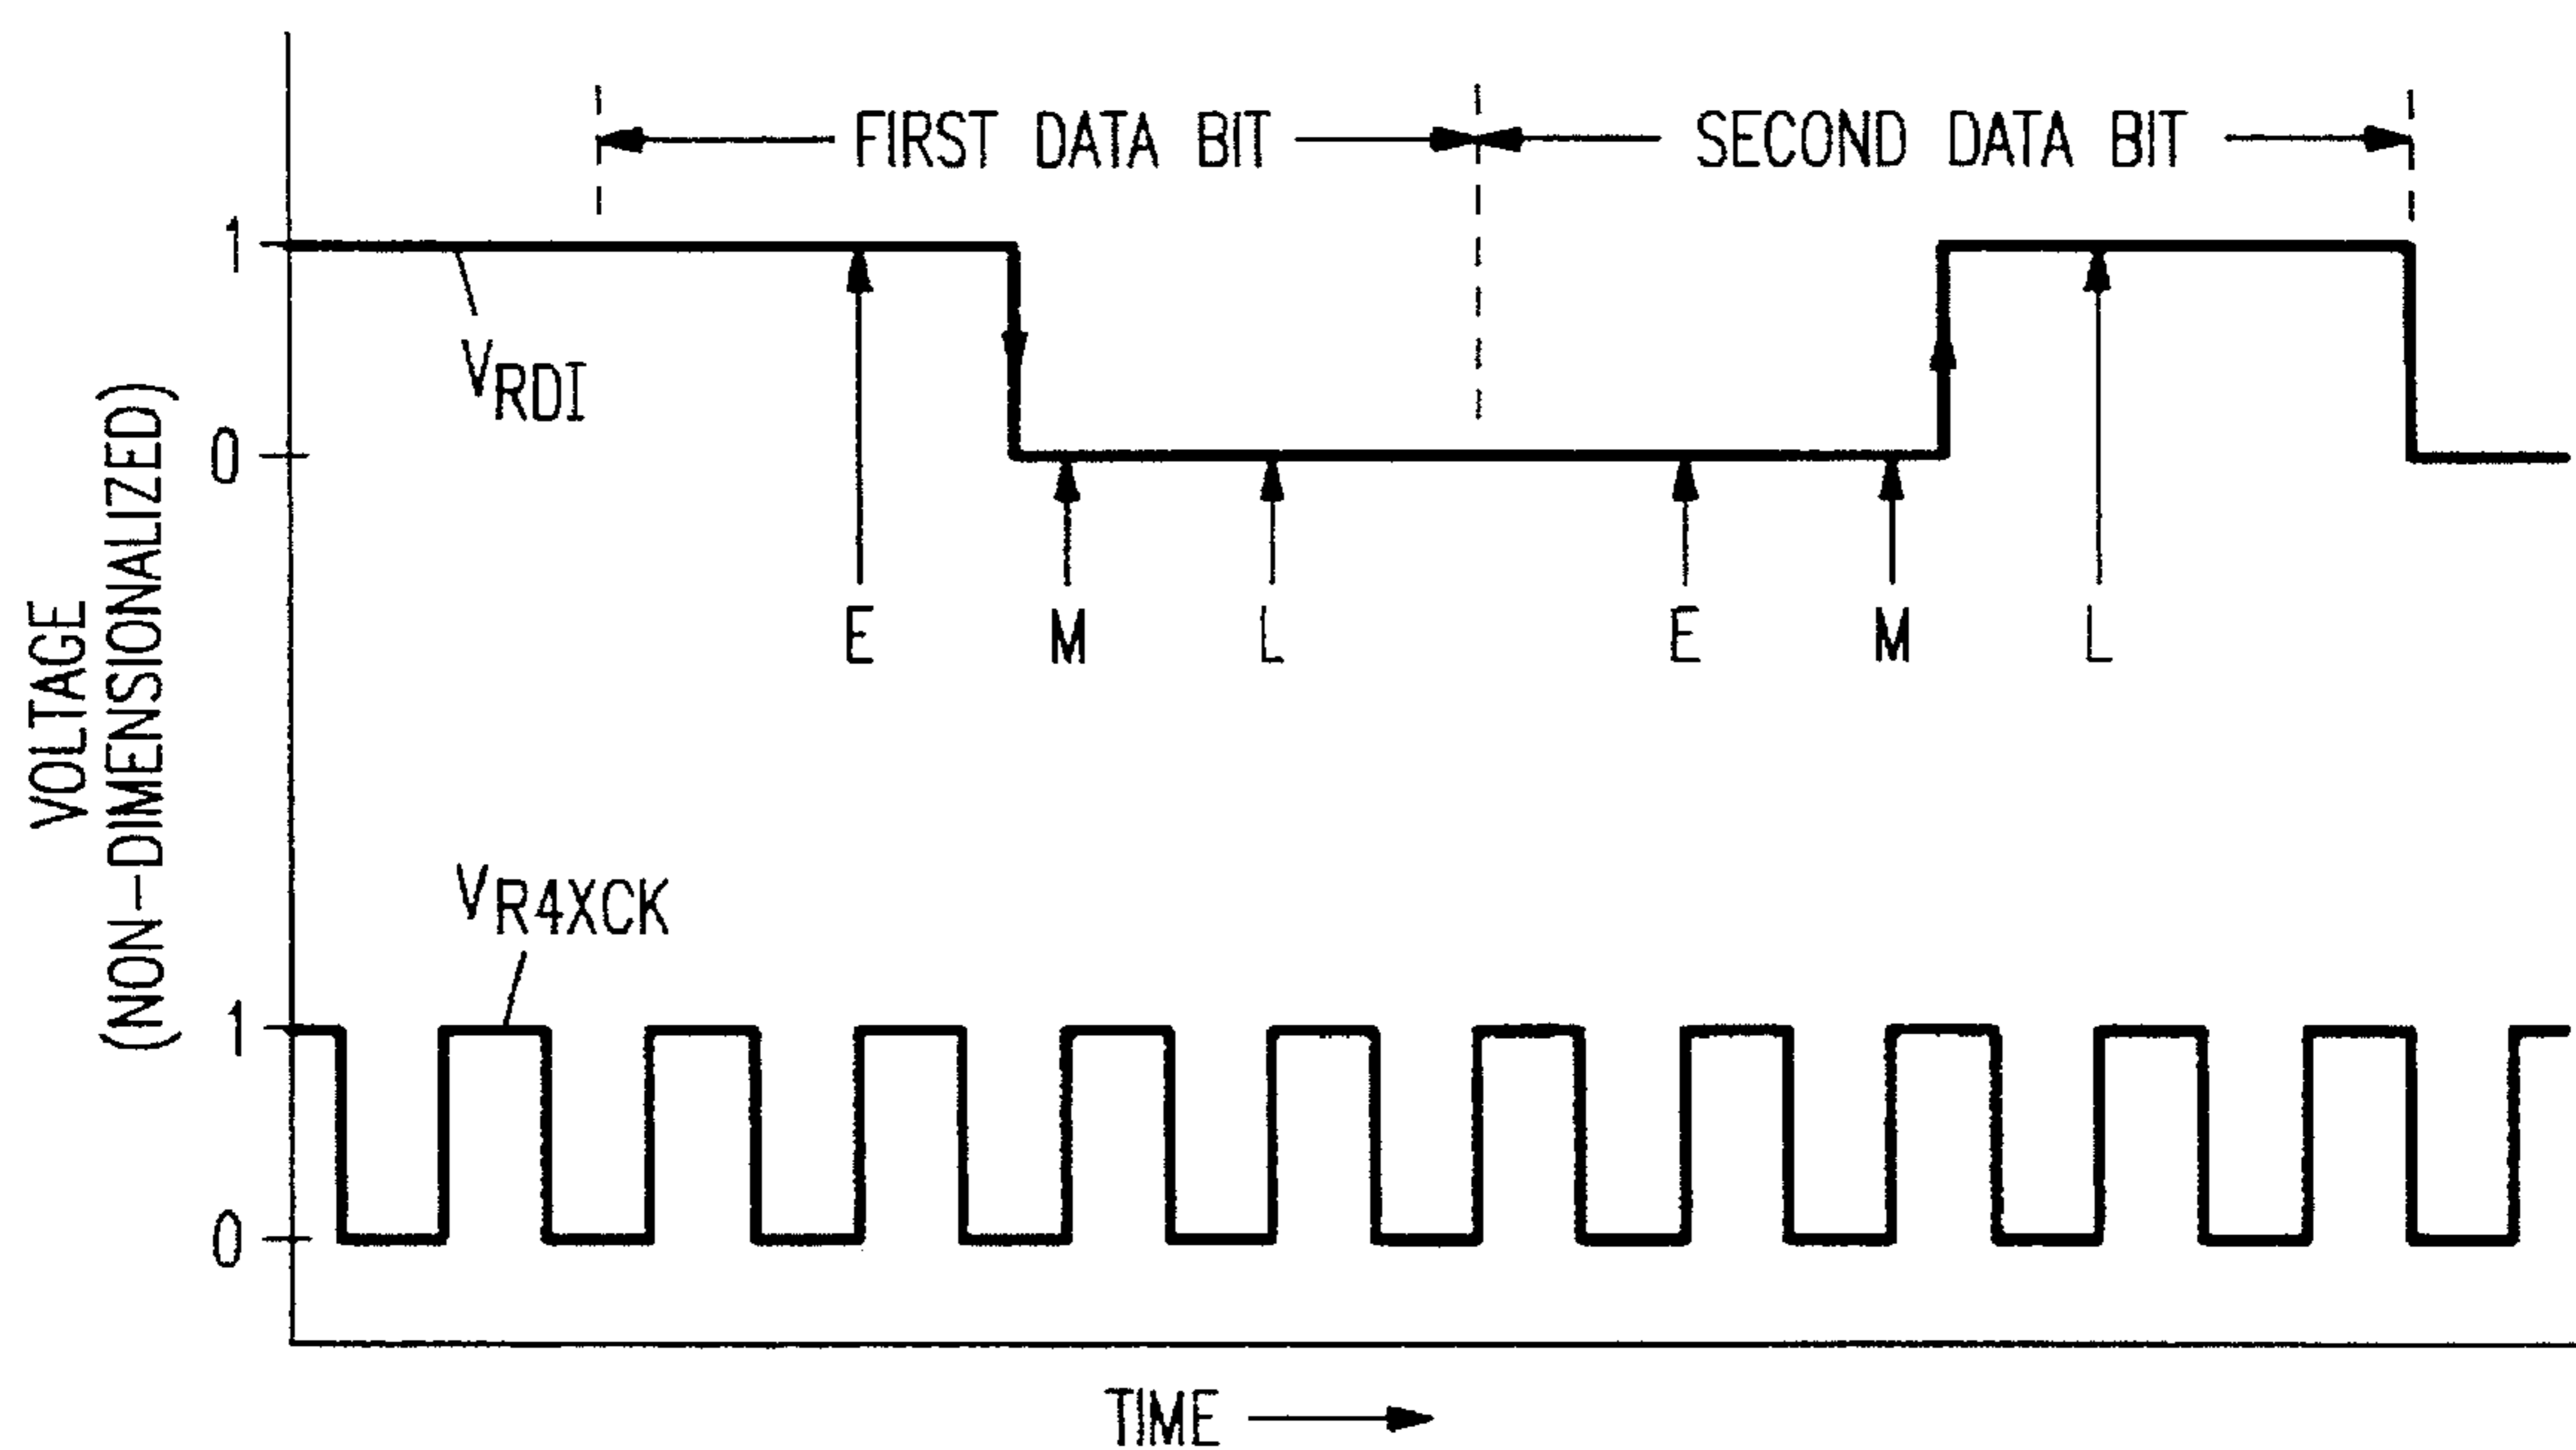 FIRST DATA BIT
SECOND DATA BIT
1
VRDI
0
E M L E M L
VOLTAGE
(NON-DIMENSIONALIZED)
VR4XCK
1
0
TIME